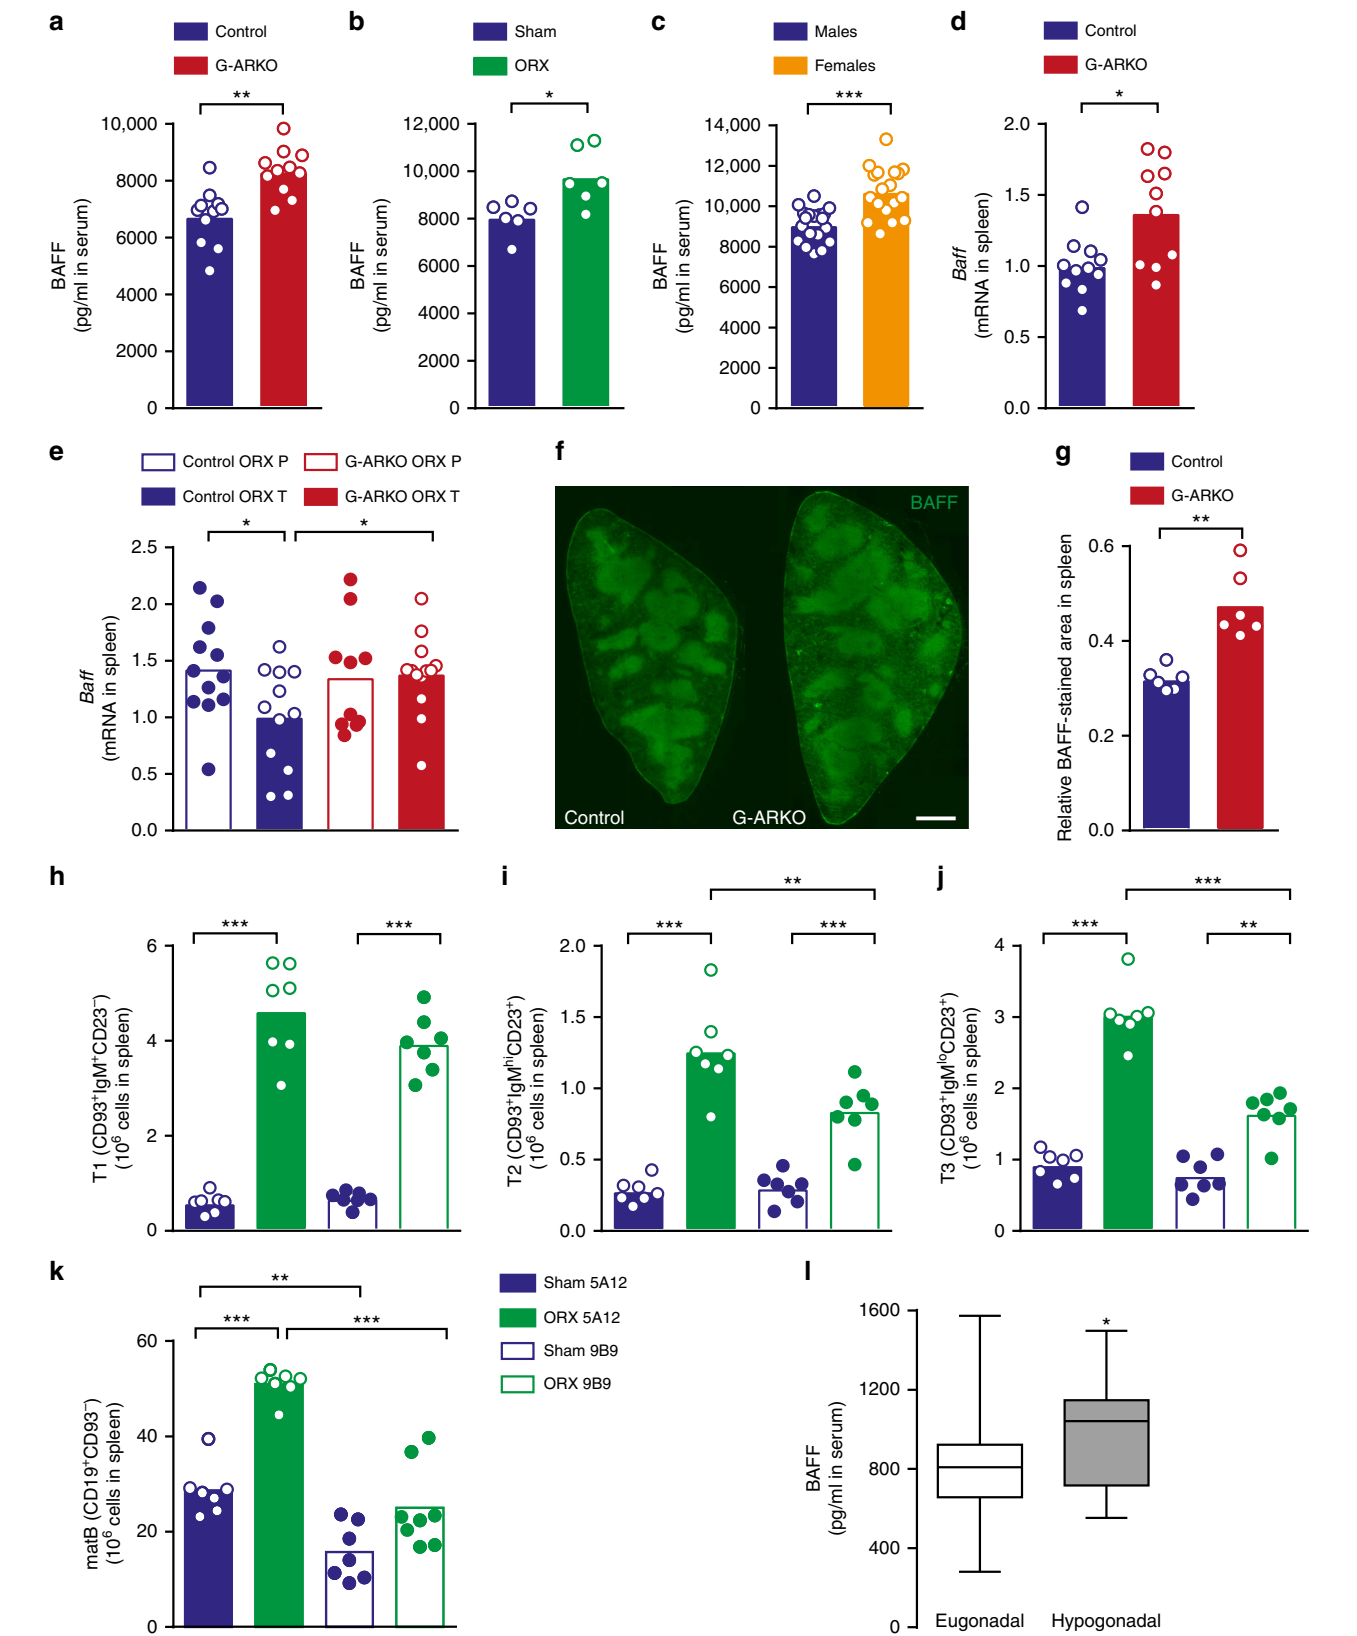 a
Control
G-ARKO
**
10,000
8000
6000
4000
2000
0
BAFF
(pg/ml in serum)
b
Sham
ORX
*
12,000
10,000
8000
6000
4000
2000
0
BAFF
(pg/ml in serum)
c
Males
Females
***
14,000
12,000
10,000
8000
6000
4000
2000
0
BAFF
(pg/ml in serum)
d
Control
G-ARKO
*
2.0
1.5
1.0
0.5
0.0
Baff
(mRNA in spleen)
e
Control ORX P
G-ARKO ORX P
Control ORX T
G-ARKO ORX T
*
*
2.5
2.0
1.5
1.0
0.5
0.0
Baff
(mRNA in spleen)
f
BAFF
Control
G-ARKO
g
Control
G-ARKO
**
0.6
0.4
0.2
0.0
Relative BAFF-stained area in spleen
h
***
***
6
4
2
0
T1 (CD93⁺IgM⁺CD23⁻)
(10⁶ cells in spleen)
i
**
***
***
2.0
1.5
1.0
0.5
0.0
T2 (CD93⁺IgMʰⁱCD23⁺)
(10⁶ cells in spleen)
j
***
***
**
4
3
2
1
0
T3 (CD93⁺IgMˡᵒCD23⁺)
(10⁶ cells in spleen)
k
**
***
***
60
40
20
0
matB (CD19⁺CD93⁻)
(10⁶ cells in spleen)
Sham 5A12
ORX 5A12
Sham 9B9
ORX 9B9
l
*
1600
1200
800
400
0
BAFF
(pg/ml in serum)
Eugonadal
Hypogonadal